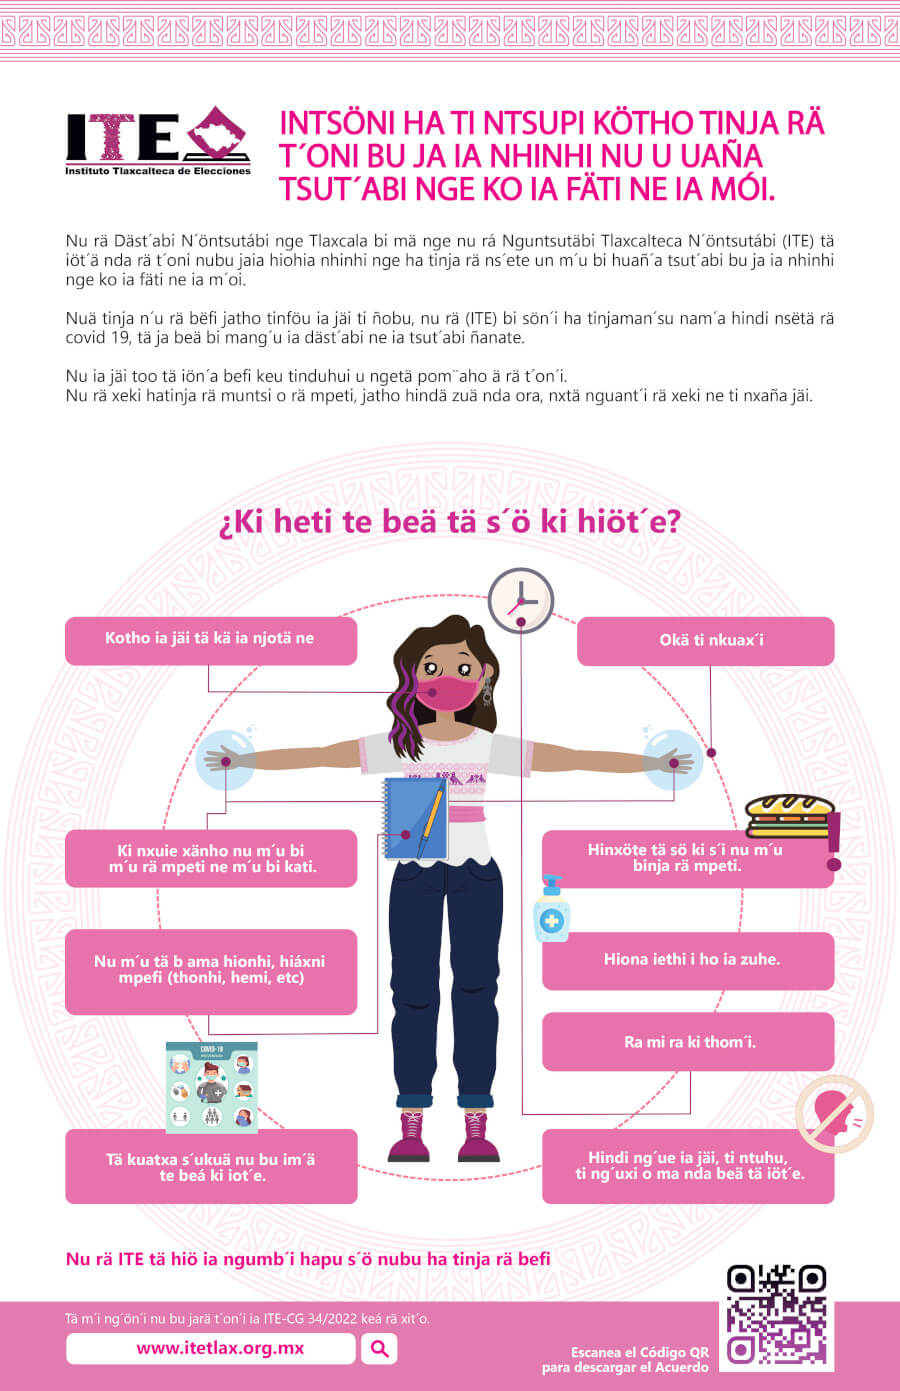 ITE
Instituto Tlaxcalteca de Elecciones
INTSÖNI HA TI NTSUPI KÖTHO TINJA RÄ
T´ONI BU JA IA NHINHI NU U UAÑA
TSUT´ABI NGE KO IA FÄTI NE IA MÓI.
Nu rä Däst´abi N´öntsutábi nge Tlaxcala bi mä nge nu rá Nguntsutäbi Tlaxcalteca N´öntsutábi (ITE) tä
iöt´ä nda rä t´oni nubu jaia hiohia nhinhi nge ha tinja rä ns´ete un m´u bi huañ´a tsut´abi bu ja ia nhinhi
nge ko ia fäti ne ia m´oi.
Nuä tinja n´u rä bëfi jatho tinföu ia jäi ti ñobu, nu rä (ITE) bi sön´i ha tinjaman´su nam´a hindi nsëtä rä
covid 19, tä ja beä bi mang´u ia däst´abi ne ia tsut´abi ñanate.
Nu ia jäi too tä iön´a befi keu tinduhui u ngetä pom¨aho ä rä t´on´i.
Nu rä xeki hatinja rä muntsi o rä mpeti, jatho hindä zuä nda ora, nxtä nguant´i rä xeki ne ti nxaña jäi.
¿Ki heti te beä tä s´ö ki hiöt´e?
Kotho ia jäi tä kä ia njotä ne
Okä ti nkuax´i
Ki nxuie xänho nu m´u bi
m´u rä mpeti ne m´u bi kati.
Hinxöte tä sö ki s´i nu m´u
binja rä mpeti.
Nu m´u tä b ama hionhi, hiáxni
mpefi (thonhi, hemi, etc)
Hiona iethi i ho ia zuhe.
Ra mi ra ki thom´i.
COVID-19
Tä kuatxa s´ukuä nu bu im´ä
te beá ki iot´e.
Hindi ng´ue ia jäi, ti ntuhu,
ti ng´uxi o ma nda beä tä iöt´e.
Nu rä ITE tä hiö ia ngumb´i hapu s´ö nubu ha tinja rä befi
Tä m´i ng´ön´i nu bu jarä t´on´i ia ITE-CG 34/2022 keá rä xit´o.
www.itetlax.org.mx
Escanea el Código QR
para descargar el Acuerdo